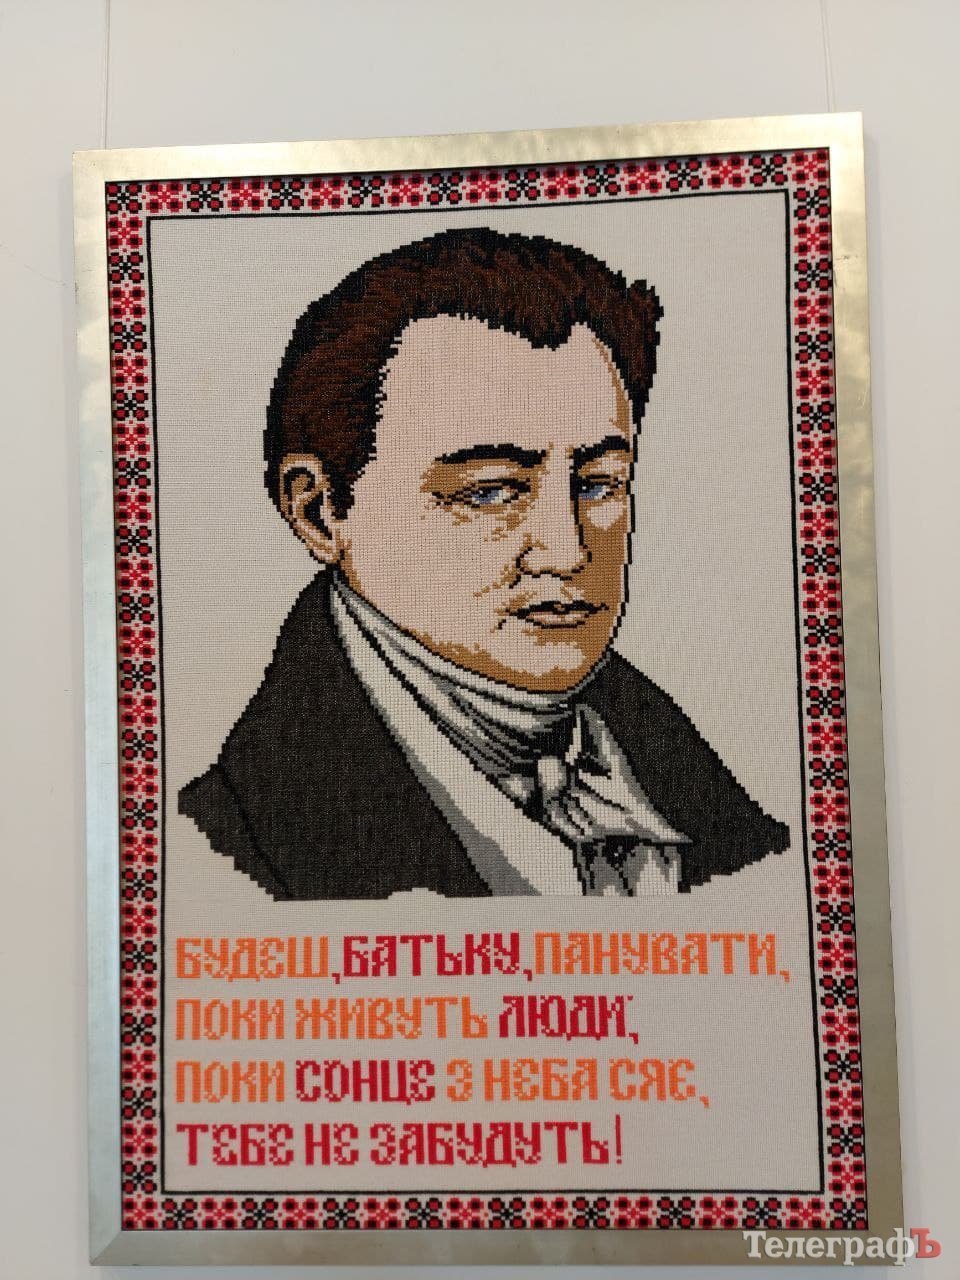 БУДЕШ, БАТЬКУ, ПАНУВАТИ,
ПОКИ ЖИВУТЬ ЛЮДИ,
ПОКИ СОНЦЕ З НЕБА СЯЄ,
ТЕБЕ НЕ ЗАБУДУТЬ!
ТелеграфЪ